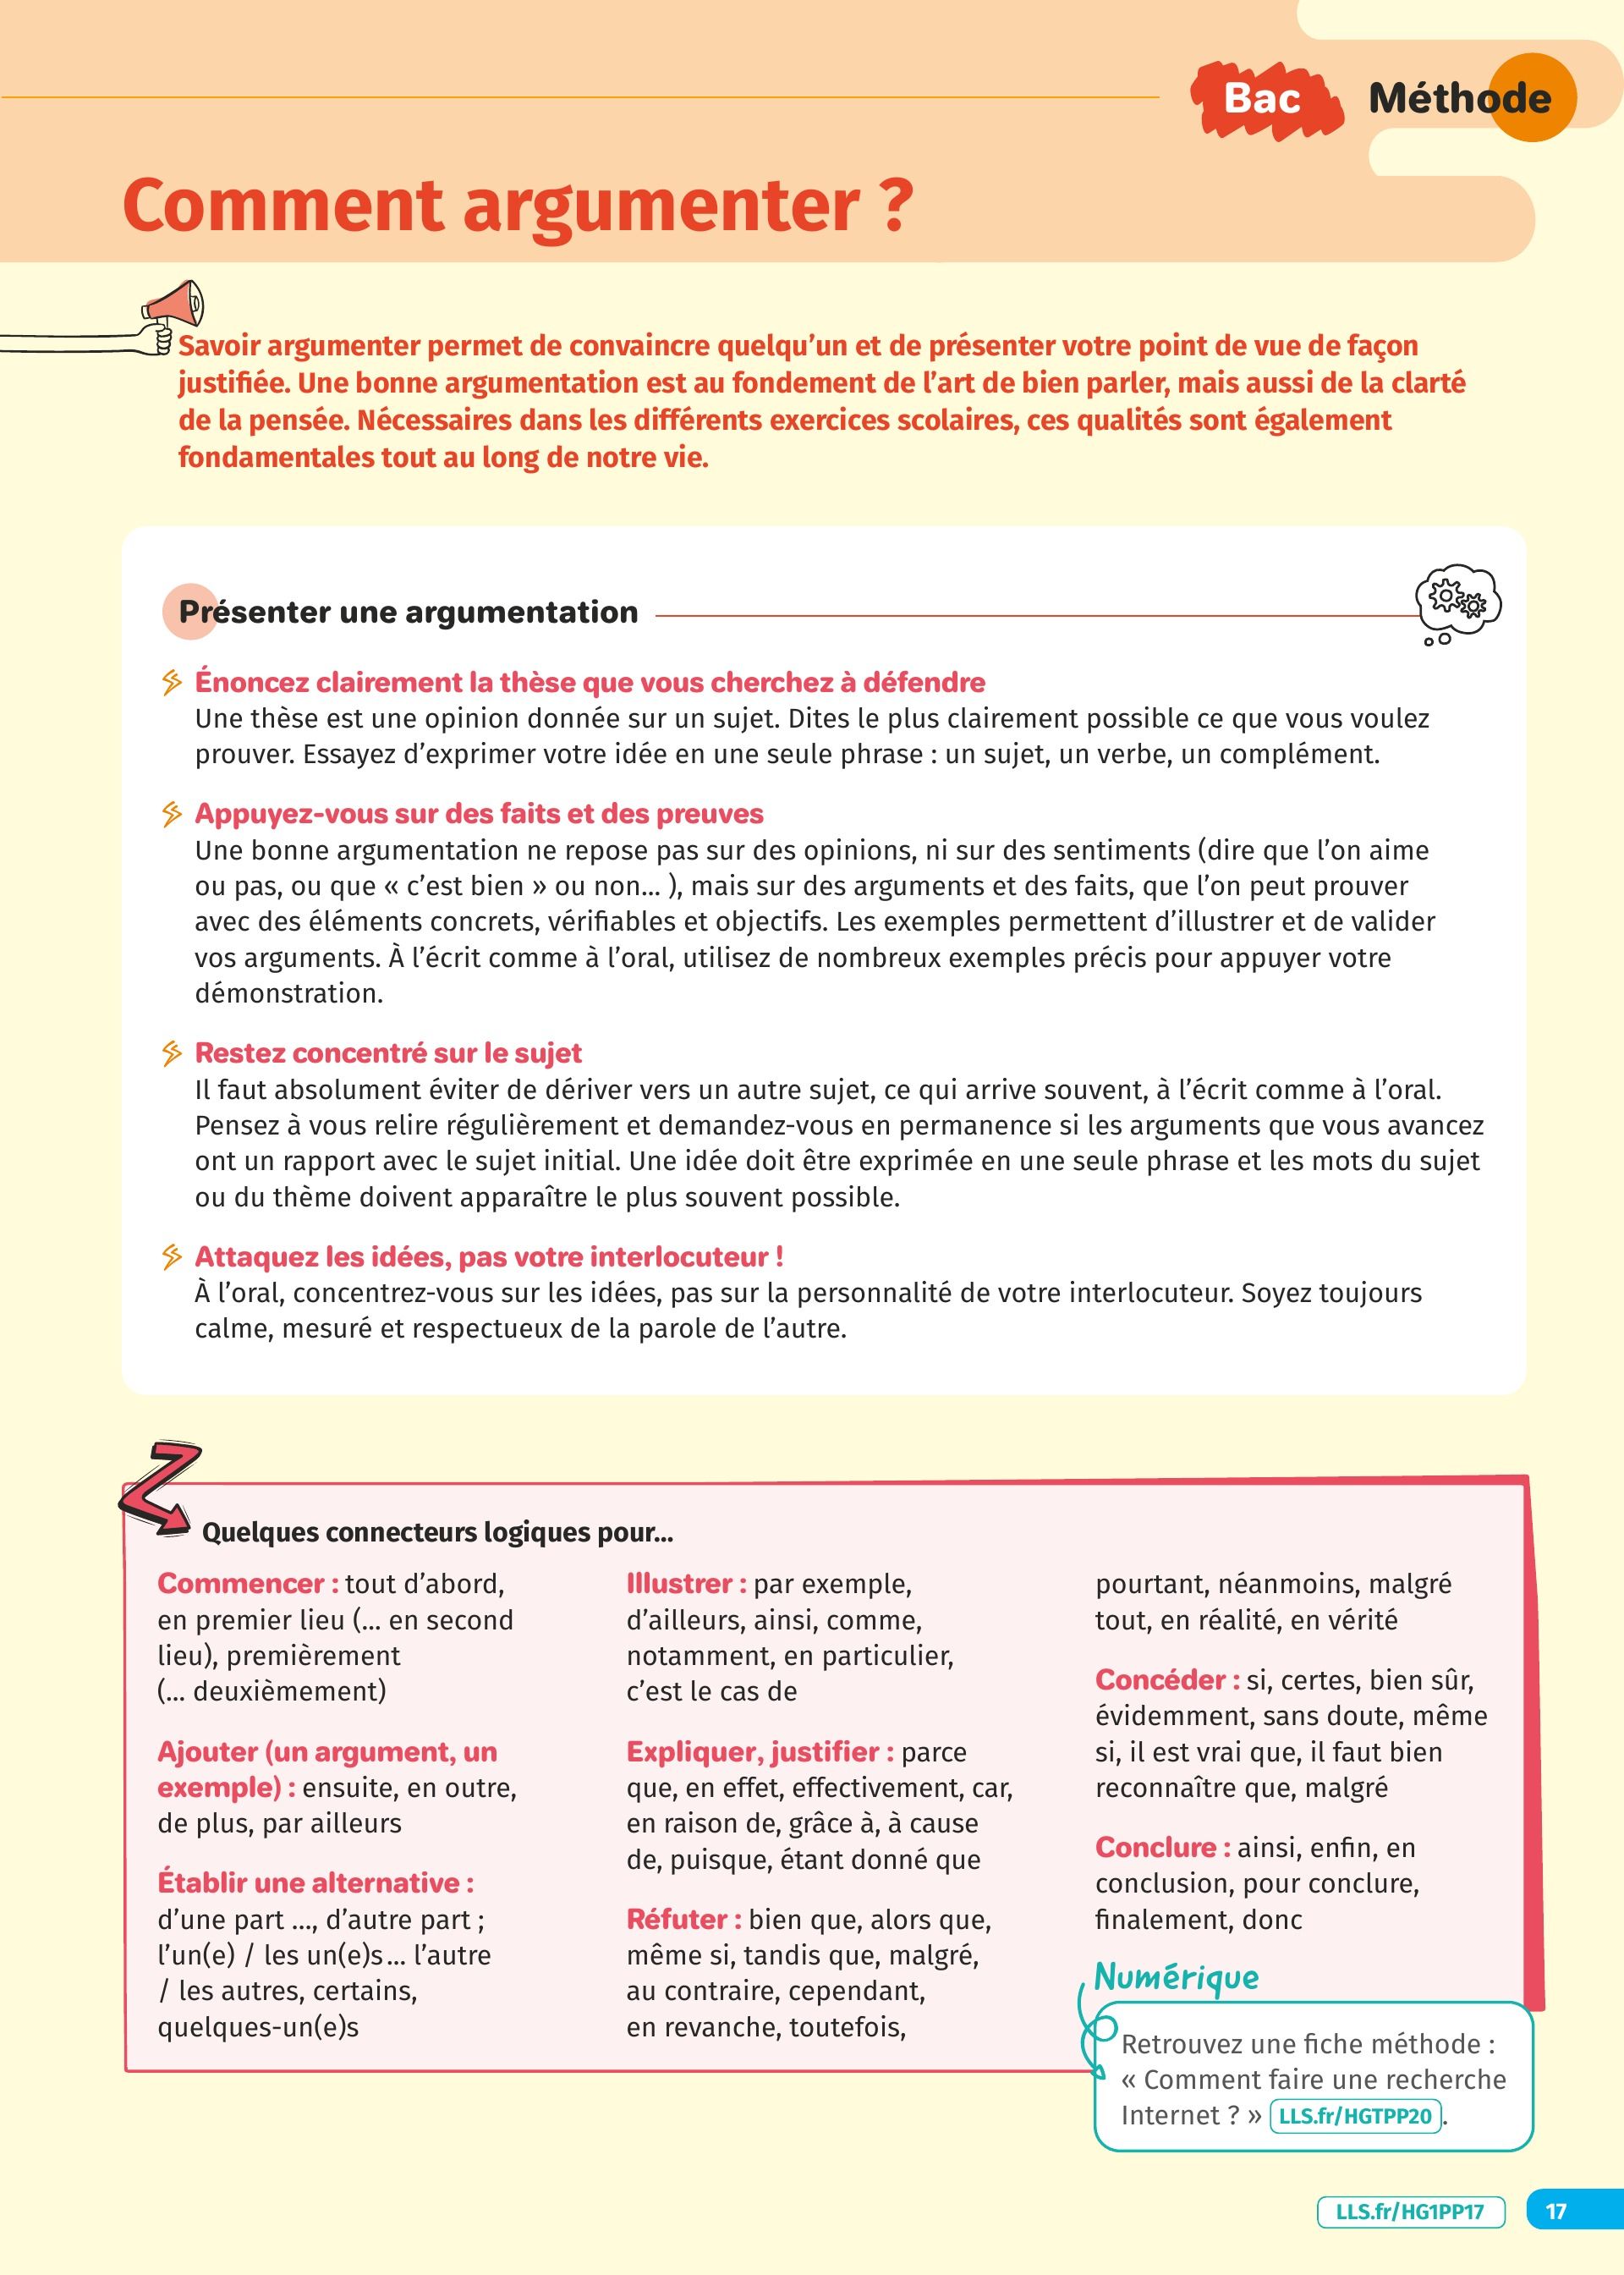 Bac Méthode
Comment argumenter ?
Savoir argumenter permet de convaincre quelqu’un et de présenter votre point de vue de façon
justifiée. Une bonne argumentation est au fondement de l’art de bien parler, mais aussi de la clarté
de la pensée. Nécessaires dans les différents exercices scolaires, ces qualités sont également
fondamentales tout au long de notre vie.
Présenter une argumentation
Énoncez clairement la thèse que vous cherchez à défendre
Une thèse est une opinion donnée sur un sujet. Dites le plus clairement possible ce que vous voulez
prouver. Essayez d’exprimer votre idée en une seule phrase : un sujet, un verbe, un complément.
Appuyez-vous sur des faits et des preuves
Une bonne argumentation ne repose pas sur des opinions, ni sur des sentiments (dire que l’on aime
ou pas, ou que « c’est bien » ou non... ), mais sur des arguments et des faits, que l’on peut prouver
avec des éléments concrets, vérifiables et objectifs. Les exemples permettent d’illustrer et de valider
vos arguments. À l’écrit comme à l’oral, utilisez de nombreux exemples précis pour appuyer votre
démonstration.
Restez concentré sur le sujet
Il faut absolument éviter de dériver vers un autre sujet, ce qui arrive souvent, à l’écrit comme à l’oral.
Pensez à vous relire régulièrement et demandez-vous en permanence si les arguments que vous avancez
ont un rapport avec le sujet initial. Une idée doit être exprimée en une seule phrase et les mots du sujet
ou du thème doivent apparaître le plus souvent possible.
Attaquez les idées, pas votre interlocuteur !
À l’oral, concentrez-vous sur les idées, pas sur la personnalité de votre interlocuteur. Soyez toujours
calme, mesuré et respectueux de la parole de l’autre.
Quelques connecteurs logiques pour...
Commencer : tout d’abord,
en premier lieu (... en second
lieu), premièrement
(... deuxièmement)
Ajouter (un argument, un
exemple) : ensuite, en outre,
de plus, par ailleurs
Établir une alternative :
d’une part ..., d’autre part ;
l’un(e) / les un(e)s ... l’autre
/ les autres, certains,
quelques-un(e)s
Illustrer : par exemple,
d’ailleurs, ainsi, comme,
notamment, en particulier,
c’est le cas de
Expliquer, justifier : parce
que, en effet, effectivement, car,
en raison de, grâce à, à cause
de, puisque, étant donné que
Réfuter : bien que, alors que,
même si, tandis que, malgré,
au contraire, cependant,
en revanche, toutefois,
pourtant, néanmoins, malgré
tout, en réalité, en vérité
Concéder : si, certes, bien sûr,
évidemment, sans doute, même
si, il est vrai que, il faut bien
reconnaître que, malgré
Conclure : ainsi, enfin, en
conclusion, pour conclure,
finalement, donc
Numérique
Retrouvez une fiche méthode :
« Comment faire une recherche
Internet ? » LLS.fr/HGTPP20.
LLS.fr/HG1PP17
17